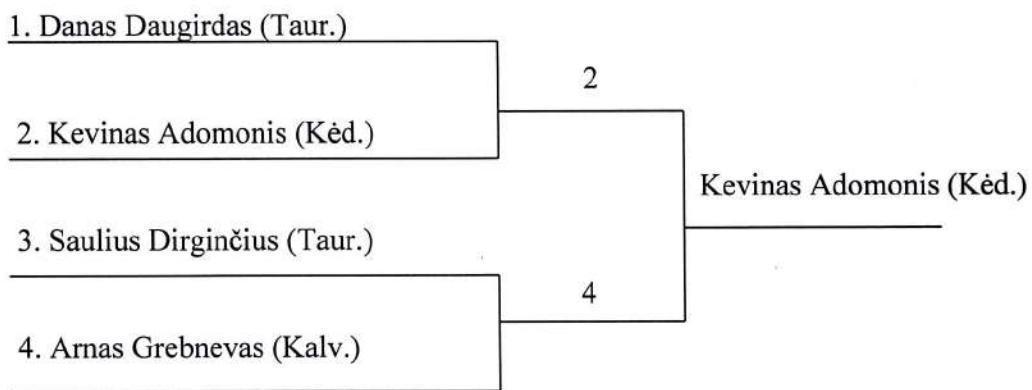 1. Danas Daugirdas (Taur.)
2
2. Kevinas Adomonis (Kėd.)
Kevinas Adomonis (Kėd.)
3. Saulius Dirginčius (Taur.)
4
4. Arnas Grebnevas (Kalv.)